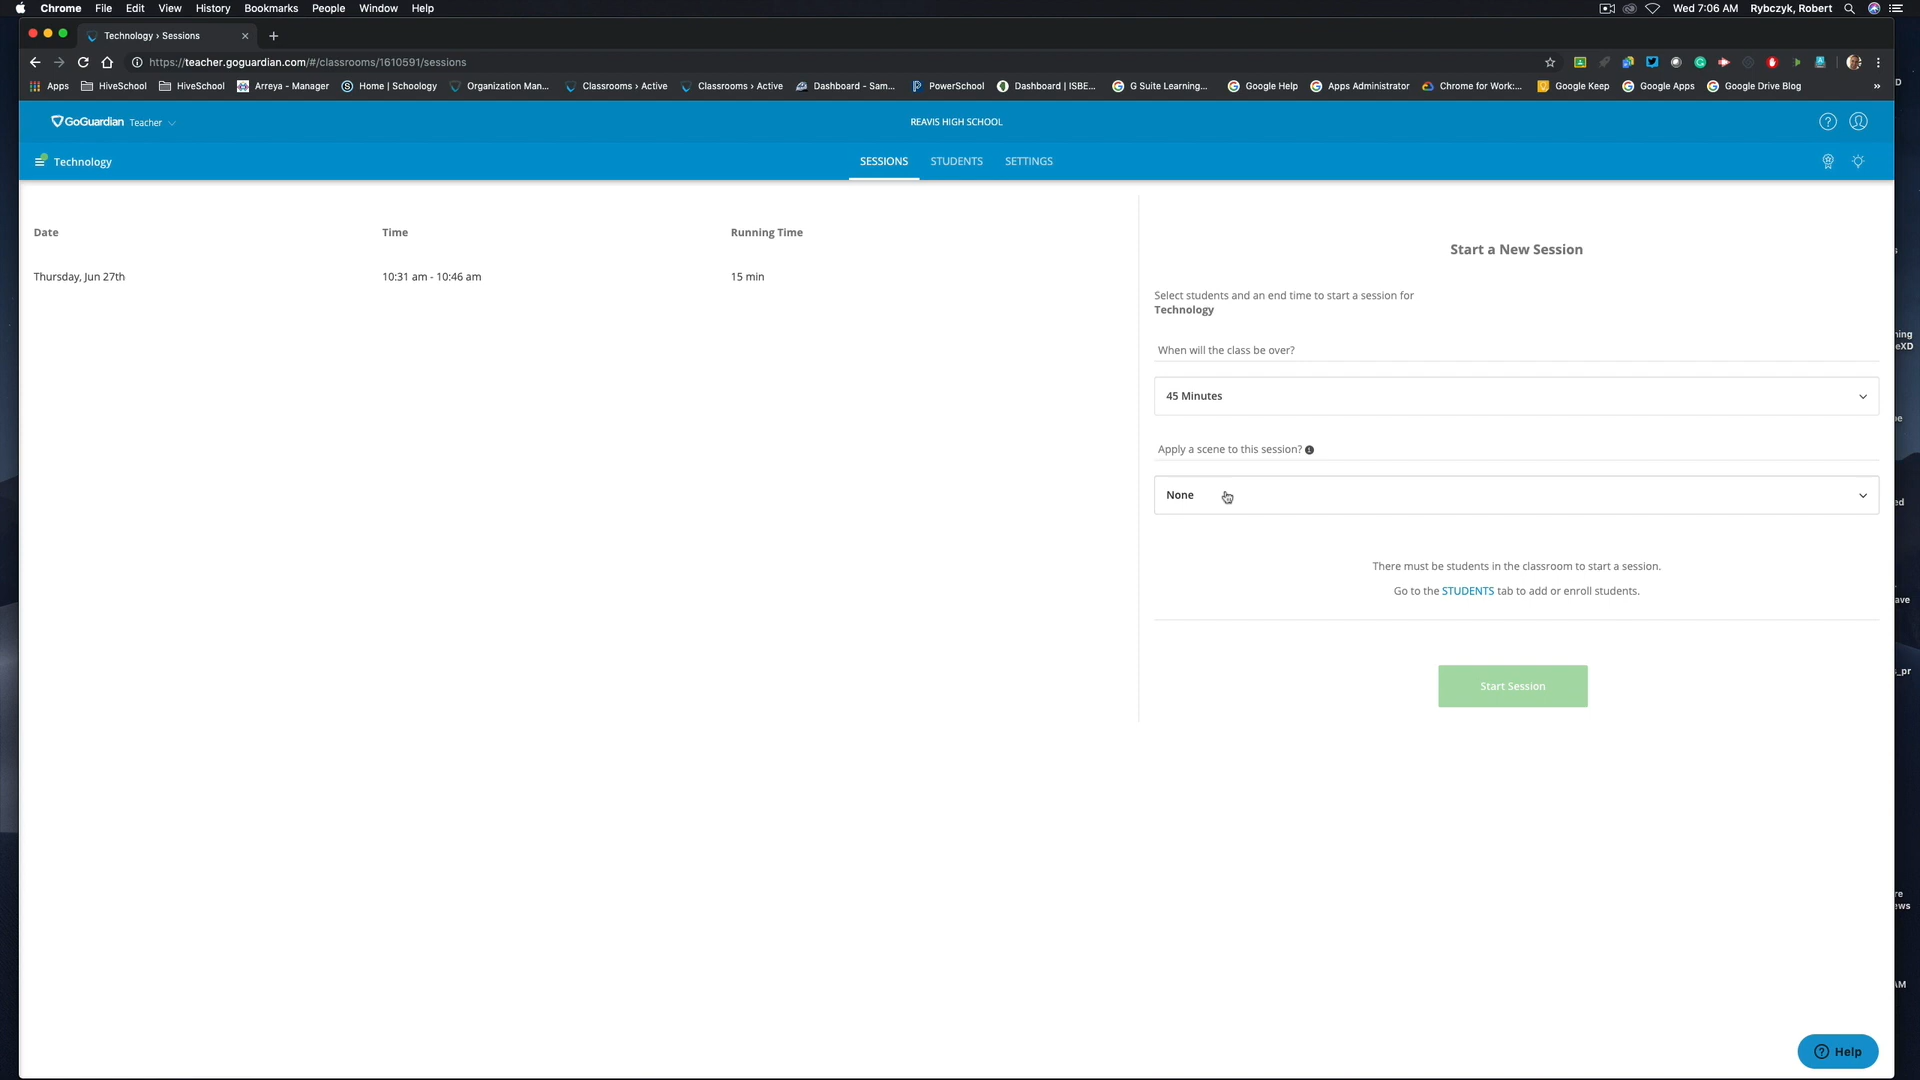 Chrome File Edit View History Bookmarks People Window Help Wed 7:06 AM Rybczyk, Robert
Technology › Sessions
https://teacher.goguardian.com/#/classrooms/1610591/sessions
Apps HiveSchool HiveSchool Arreya - Manager Home | Schoology Organization Man... Classrooms › Active Classrooms › Active Dashboard - Sam... PowerSchool Dashboard | ISBE... G Suite Learning... Google Help Apps Administrator Chrome for Work:... Google Keep Google Apps Google Drive Blog »
GoGuardian Teacher REAVIS HIGH SCHOOL
Technology SESSIONS STUDENTS SETTINGS
Date Time Running Time
Thursday, Jun 27th 10:31 am - 10:46 am 15 min
Start a New Session
Select students and an end time to start a session for
Technology
When will the class be over?
45 Minutes
Apply a scene to this session?
None
There must be students in the classroom to start a session.
Go to the STUDENTS tab to add or enroll students.
Start Session
Help